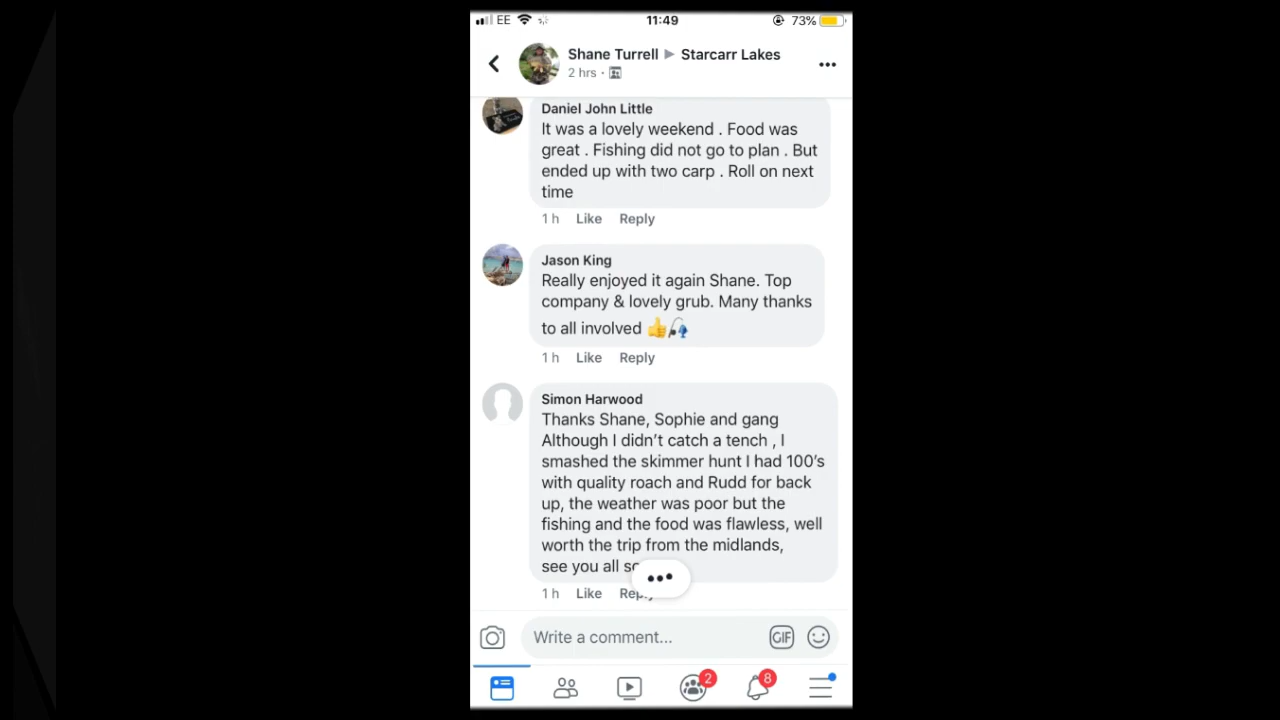 EE 11:49 73%
Shane Turrell ▶ Starcarr Lakes
2 hrs ·
Daniel John Little
It was a lovely weekend . Food was
great . Fishing did not go to plan . But
ended up with two carp . Roll on next
time
1 h Like Reply
Jason King
Really enjoyed it again Shane. Top
company & lovely grub. Many thanks
to all involved 👍🎣
1 h Like Reply
Simon Harwood
Thanks Shane, Sophie and gang
Although I didn't catch a tench , I
smashed the skimmer hunt I had 100's
with quality roach and Rudd for back
up, the weather was poor but the
fishing and the food was flawless, well
worth the trip from the midlands,
see you all
1 h Like Reply
Write a comment... GIF
2 8